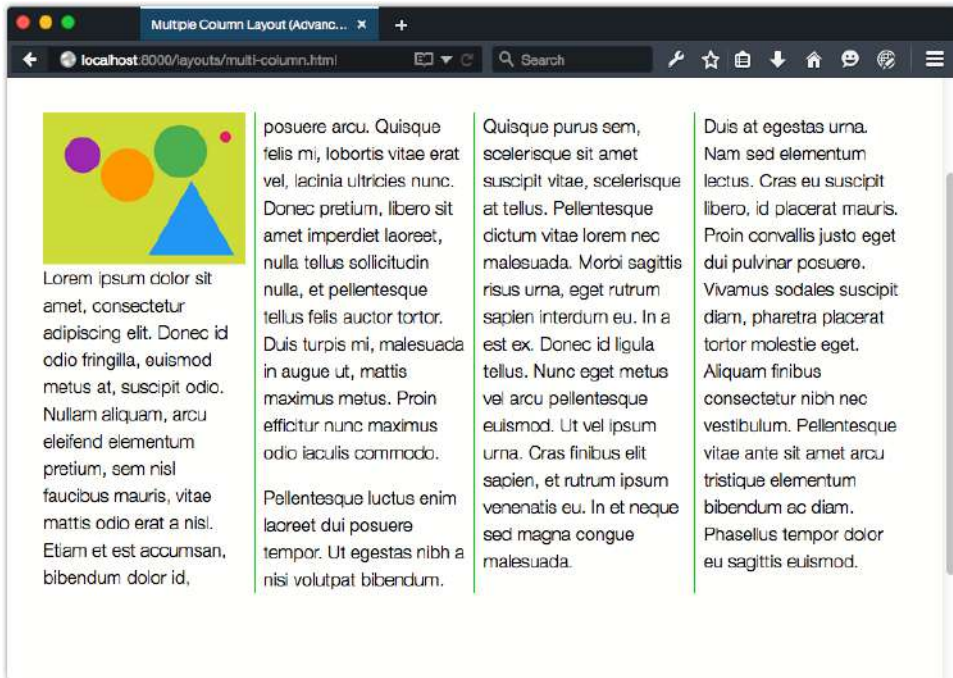 Multiple Column Layout (Advanc...
localhost:8000/layouts/multi-column.html
Search
Lorem ipsum dolor sit
amet, consectetur
adipiscing elit. Donec id
odio fringilla, euismod
metus at, suscipit odio.
Nullam aliquam, arcu
eleifend elementum
pretium, sem nisl
faucibus mauris, vitae
mattis odio erat a nisl.
Etiam et est accumsan,
bibendum dolor id,
posuere arcu. Quisque
felis mi, lobortis vitae erat
vel, lacinia ultricies nunc.
Donec pretium, libero sit
amet imperdiet laoreet,
nulla tellus sollicitudin
nulla, et pellentesque
tellus felis auctor tortor.
Duis turpis mi, malesuada
in augue ut, mattis
maximus metus. Proin
efficitur nunc maximus
odio iaculis commodo.
Pellentesque luctus enim
laoreet dui posuere
tempor. Ut egestas nibh a
nisi volutpat bibendum.
Quisque purus sem,
scelerisque sit amet
suscipit vitae, scelerisque
at tellus. Pellentesque
dictum vitae lorem nec
malesuada. Morbi sagittis
risus urna, eget rutrum
sapien interdum eu. In a
est ex. Donec id ligula
tellus. Nunc eget metus
vel arcu pellentesque
euismod. Ut vel ipsum
urna. Cras finibus elit
sapien, et rutrum ipsum
venenatis eu. In et neque
sed magna congue
malesuada.
Duis at egestas urna.
Nam sed elementum
lectus. Cras eu suscipit
libero, id placerat mauris.
Proin convallis justo eget
dui pulvinar posuere.
Vivamus sodales suscipit
diam, pharetra placerat
tortor molestie eget.
Aliquam finibus
consectetur nibh nec
vestibulum. Pellentesque
vitae ante sit amet arcu
tristique elementum
bibendum ac diam.
Phasellus tempor dolor
eu sagittis euismod.